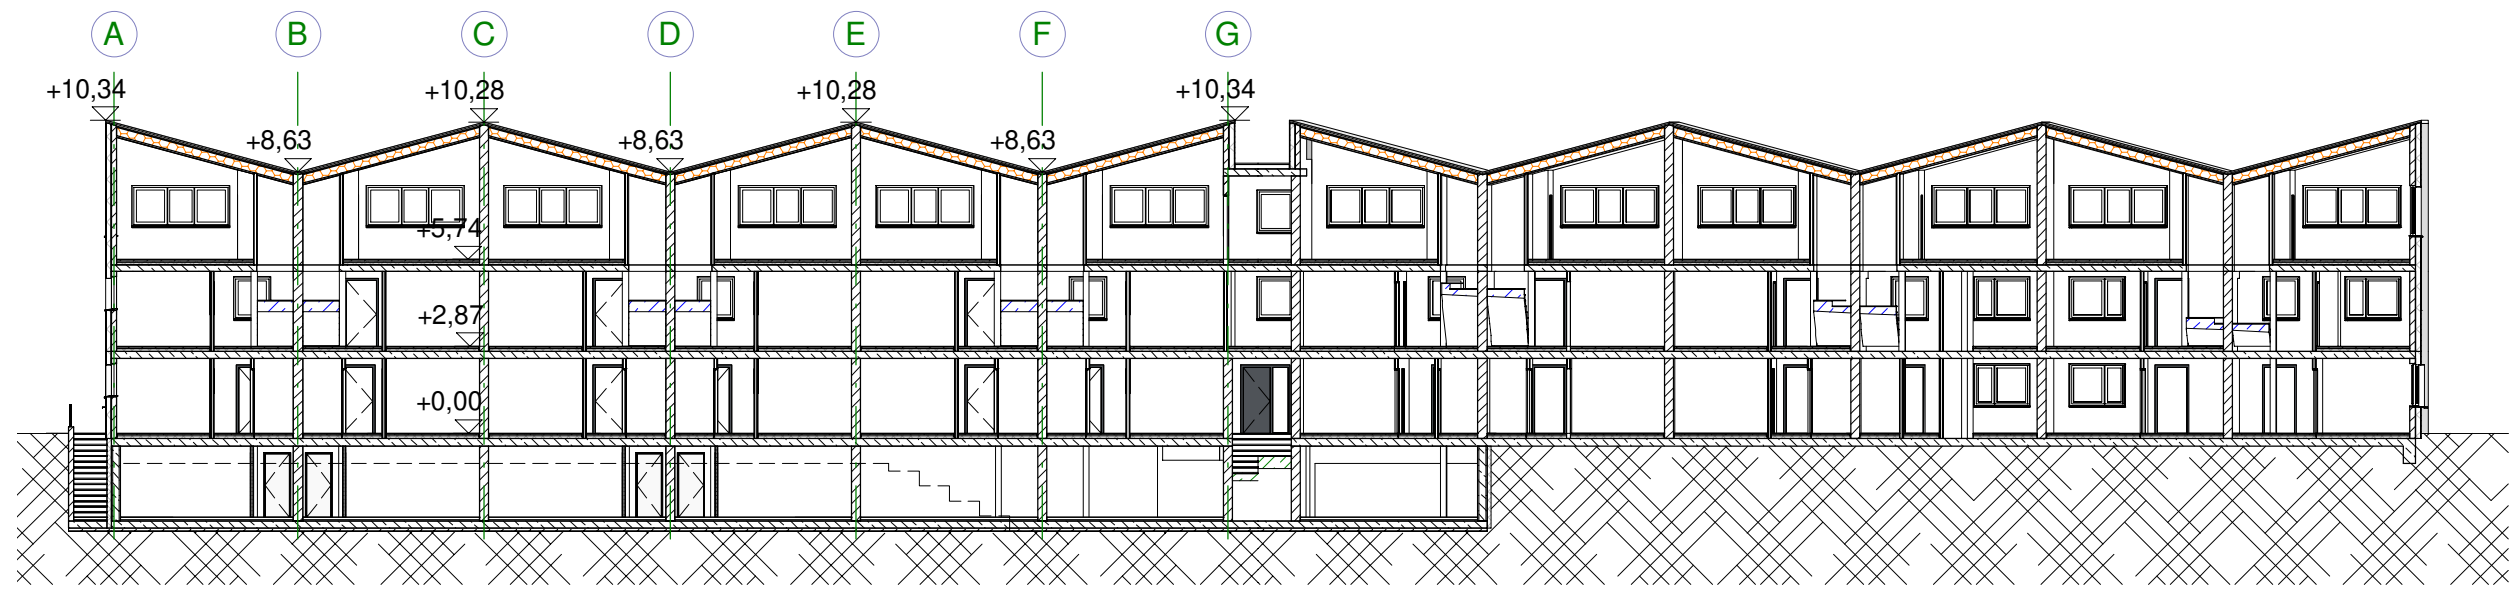 A B C D E F G
+10,34 +10,28 +10,28 +10,34
+8,63 +8,63 +8,63
+5,74
+2,87
+0,00